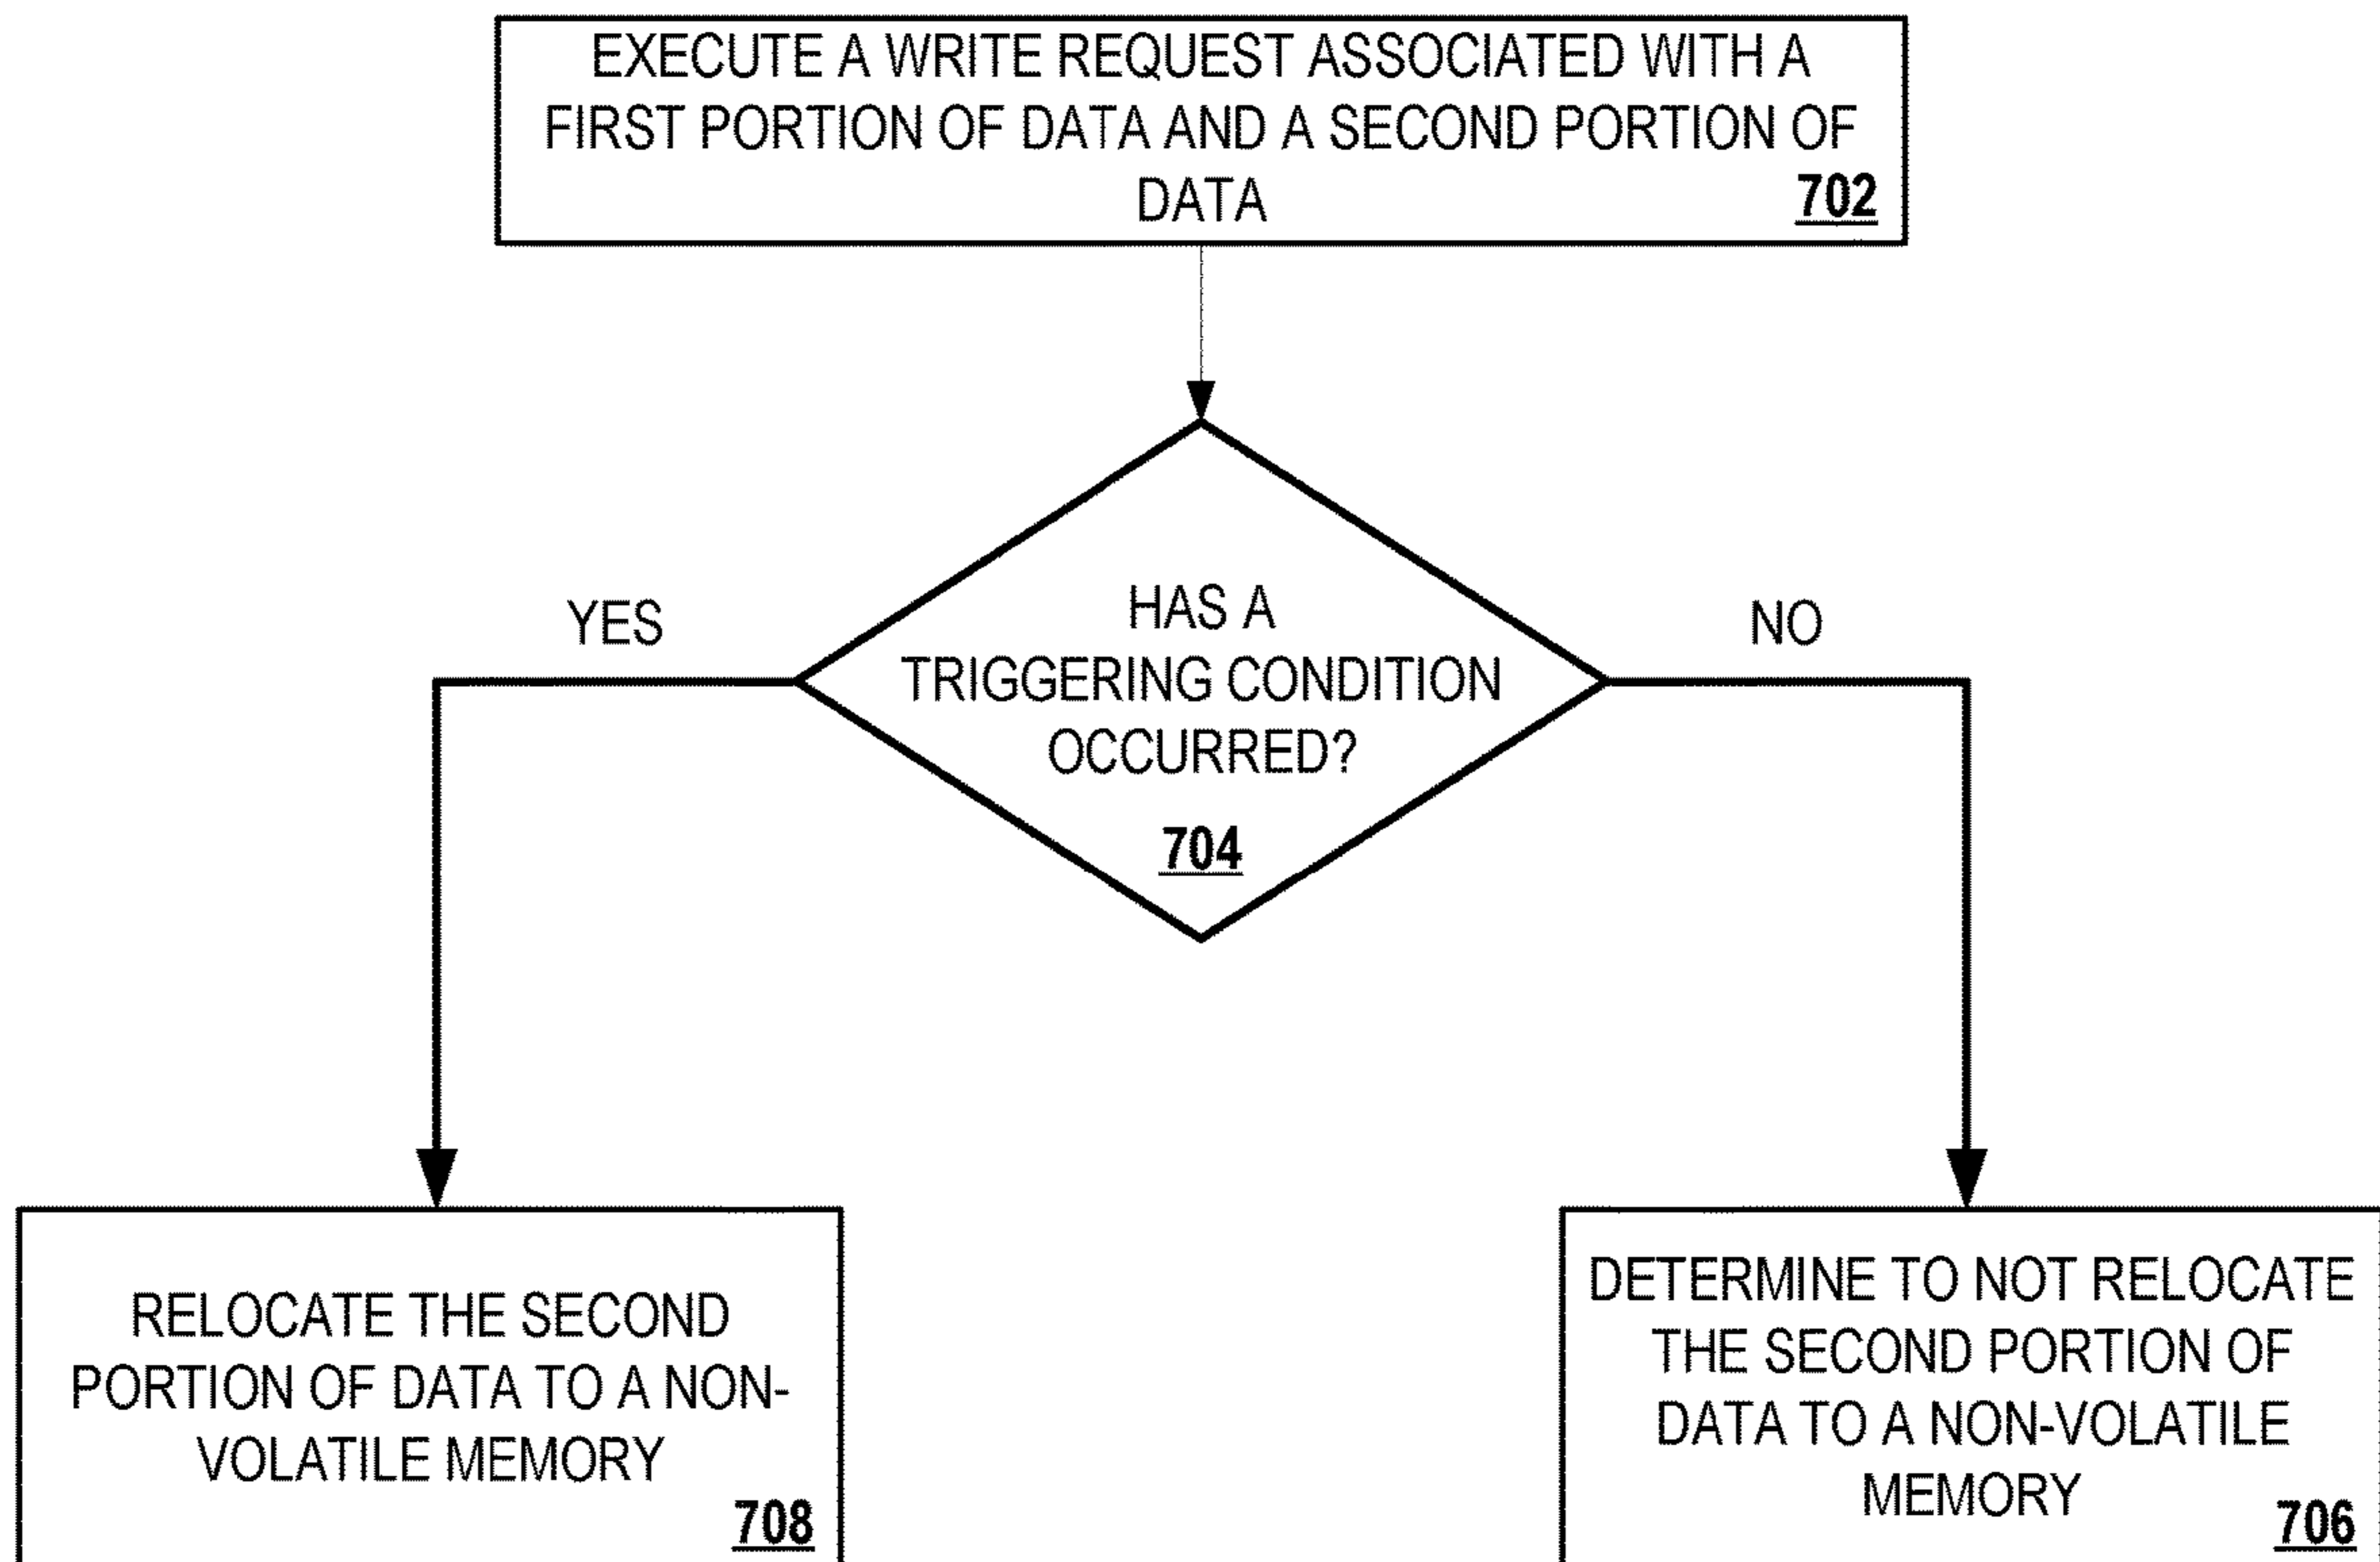 EXECUTE A WRITE REQUEST ASSOCIATED WITH A
FIRST PORTION OF DATA AND A SECOND PORTION OF
DATA
702
HAS A
TRIGGERING CONDITION
OCCURRED?
704
YES
NO
RELOCATE THE SECOND
PORTION OF DATA TO A NON-
VOLATILE MEMORY
708
DETERMINE TO NOT RELOCATE
THE SECOND PORTION OF
DATA TO A NON-VOLATILE
MEMORY
706